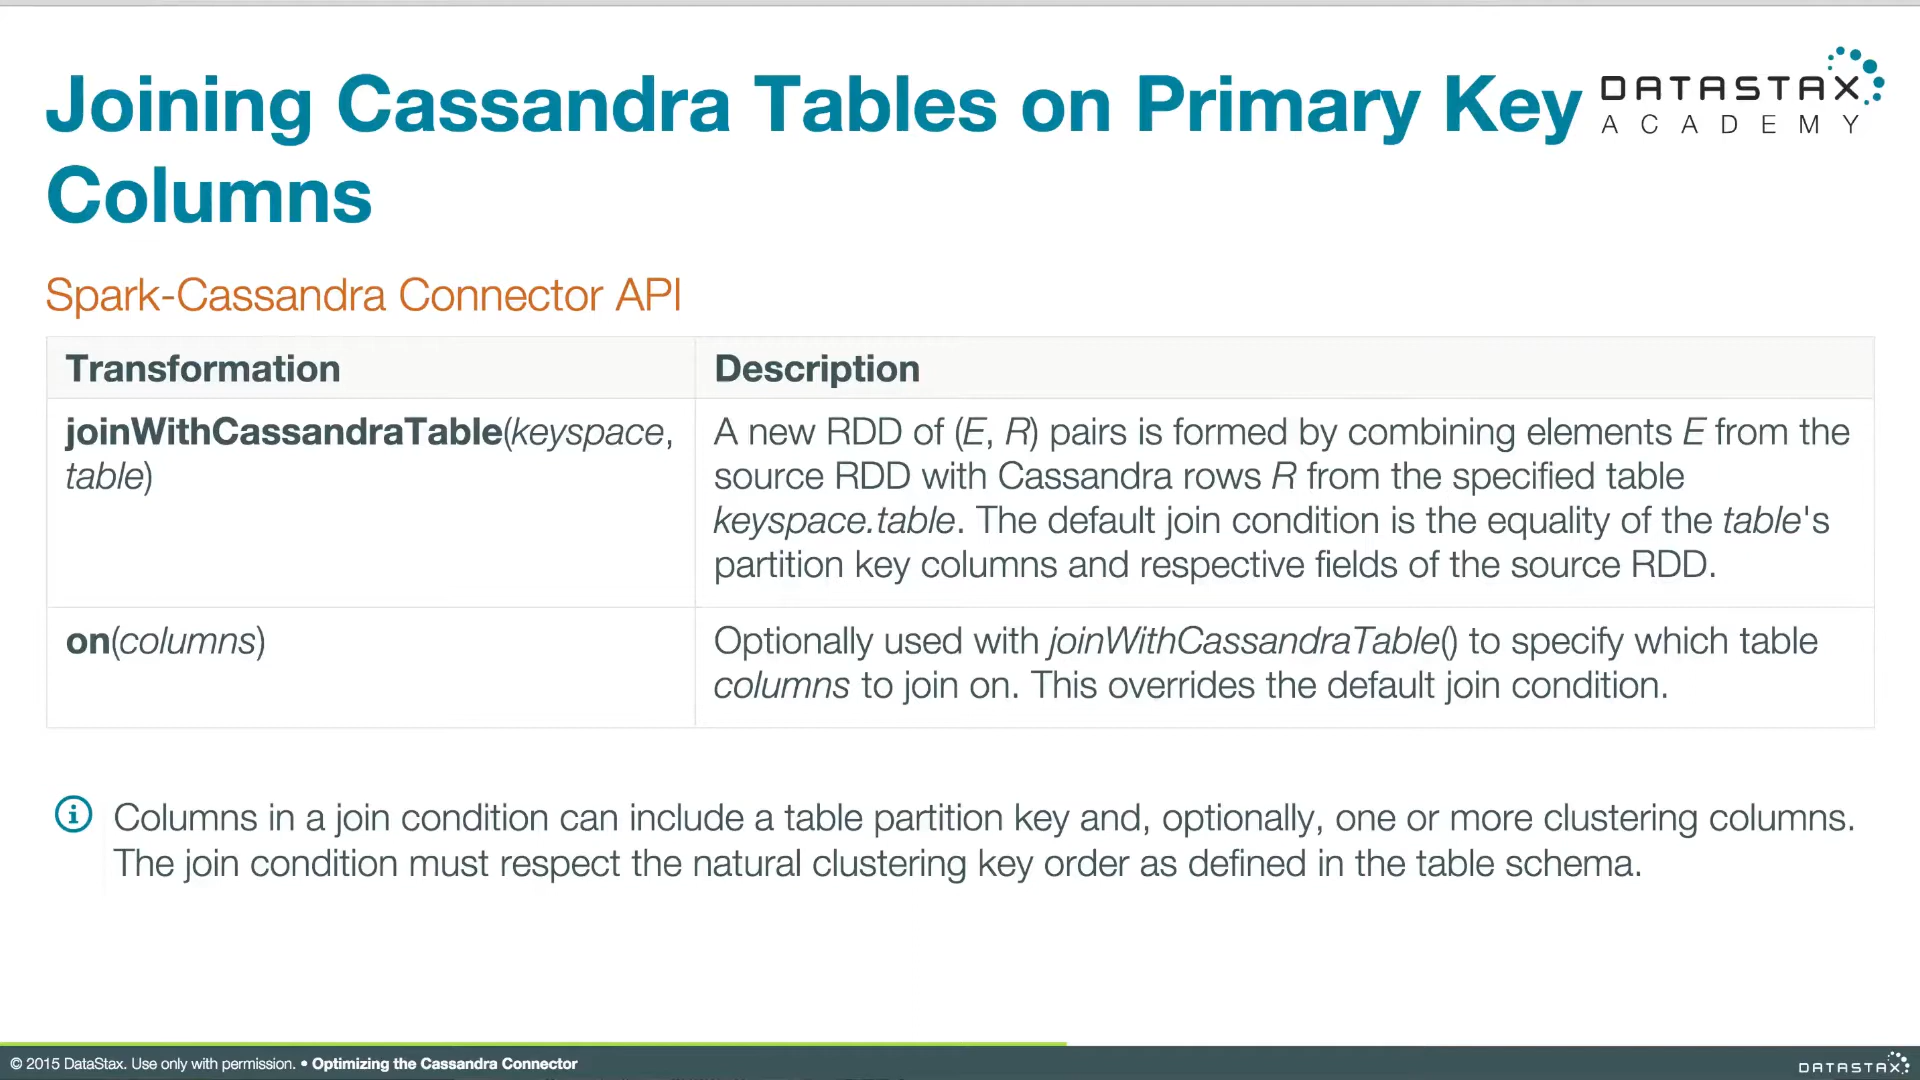 Joining Cassandra Tables on Primary Key
Columns
DATASTAX
ACADEMY
Spark-Cassandra Connector API
Transformation
Description
joinWithCassandraTable(keyspace,
table)
A new RDD of (E, R) pairs is formed by combining elements E from the
source RDD with Cassandra rows R from the specified table
keyspace.table. The default join condition is the equality of the table's
partition key columns and respective fields of the source RDD.
on(columns)
Optionally used with joinWithCassandraTable() to specify which table
columns to join on. This overrides the default join condition.
Columns in a join condition can include a table partition key and, optionally, one or more clustering columns.
The join condition must respect the natural clustering key order as defined in the table schema.
© 2015 DataStax. Use only with permission. • Optimizing the Cassandra Connector
DATASTAX